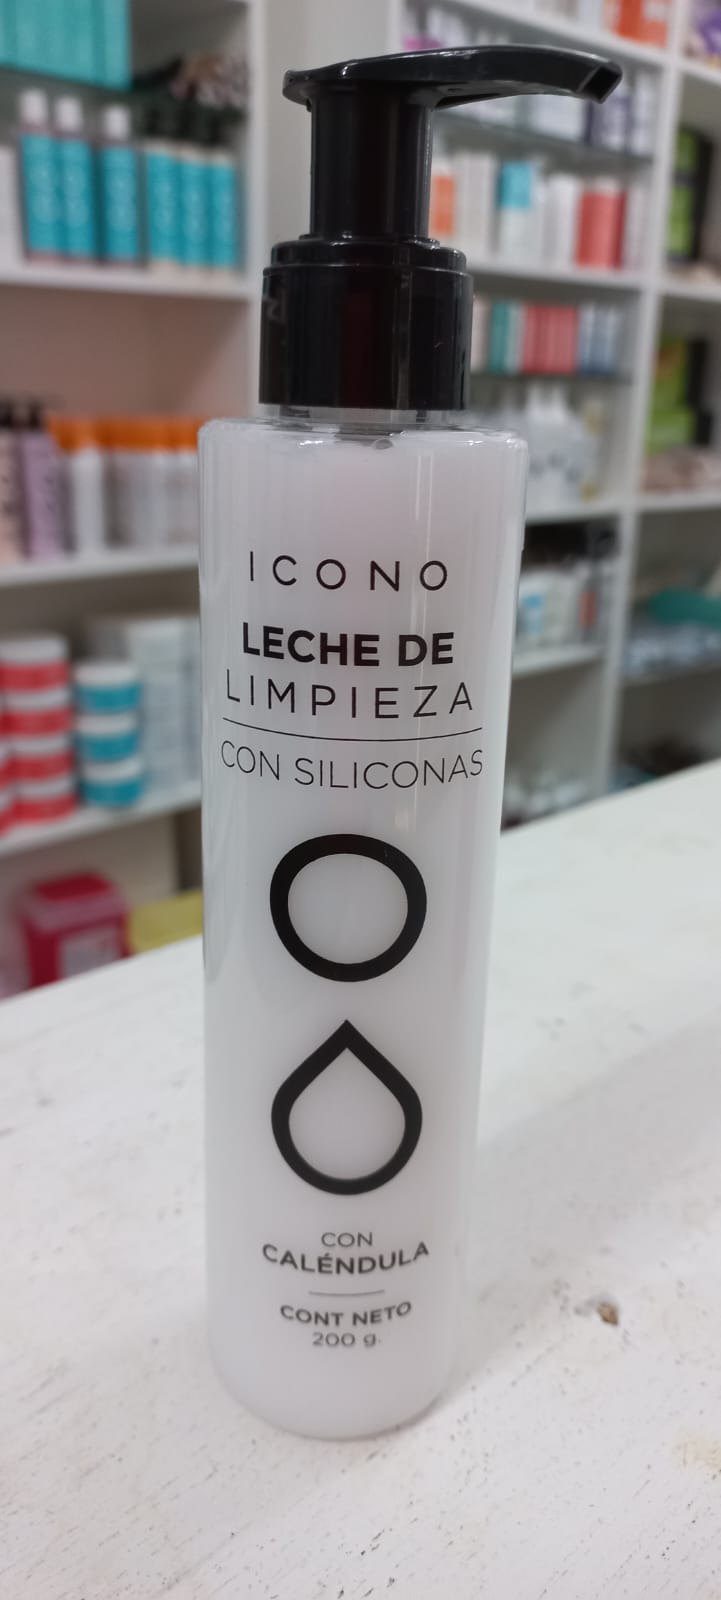 ICONO
LECHE DE
LIMPIEZA
CON SILICONAS
CON
CALÉNDULA
CONT NETO
200 g.